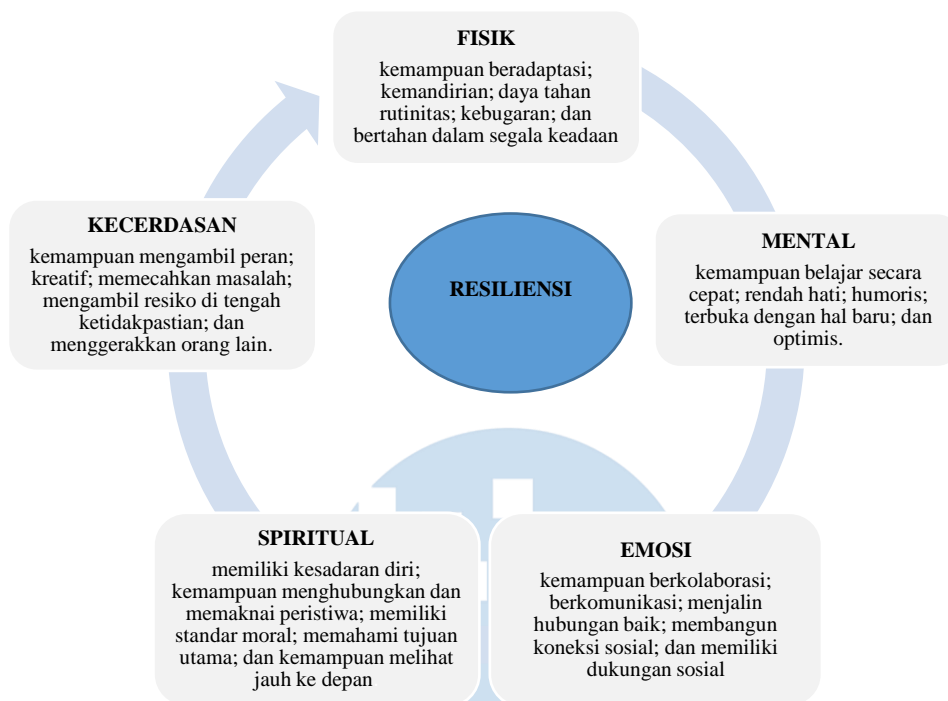 FISIK
kemampuan beradaptasi;
kemandirian; daya tahan
rutinitas; kebugaran; dan
bertahan dalam segala keadaan
KECERDASAN
kemampuan mengambil peran;
kreatif; memecahkan masalah;
mengambil resiko di tengah
ketidakpastian; dan
menggerakkan orang lain.
RESILIENSI
MENTAL
kemampuan belajar secara
cepat; rendah hati; humoris;
terbuka dengan hal baru; dan
optimis.
SPIRITUAL
memiliki kesadaran diri;
kemampuan menghubungkan dan
memaknai peristiwa; memiliki
standar moral; memahami tujuan
utama; dan kemampuan melihat
jauh ke depan
EMOSI
kemampuan berkolaborasi;
berkomunikasi; menjalin
hubungan baik; membangun
koneksi sosial; dan memiliki
dukungan sosial